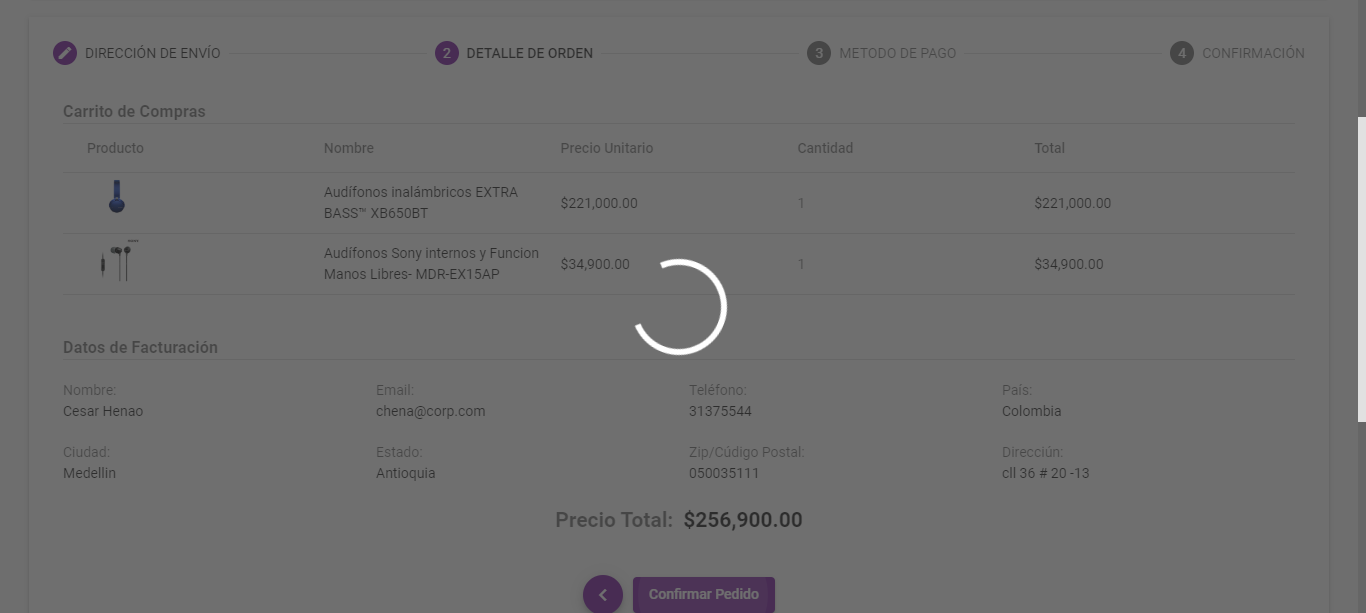 DIRECCIÓN DE ENVÍO
2 DETALLE DE ORDEN
3 METODO DE PAGO
4 CONFIRMACIÓN
Carrito de Compras
Producto Nombre Precio Unitario Cantidad Total
Audífonos inalámbricos EXTRA
BASS™ XB650BT
$221,000.00 1 $221,000.00
Audífonos Sony internos y Funcion
Manos Libres- MDR-EX15AP
$34,900.00 1 $34,900.00
Datos de Facturación
Nombre: Email: Teléfono: País:
Cesar Henao chena@corp.com 31375544 Colombia
Ciudad: Estado: Zip/Cúdigo Postal: Direcciún:
Medellin Antioquia 050035111 cll 36 # 20 -13
Precio Total: $256,900.00
Confirmar Pedido